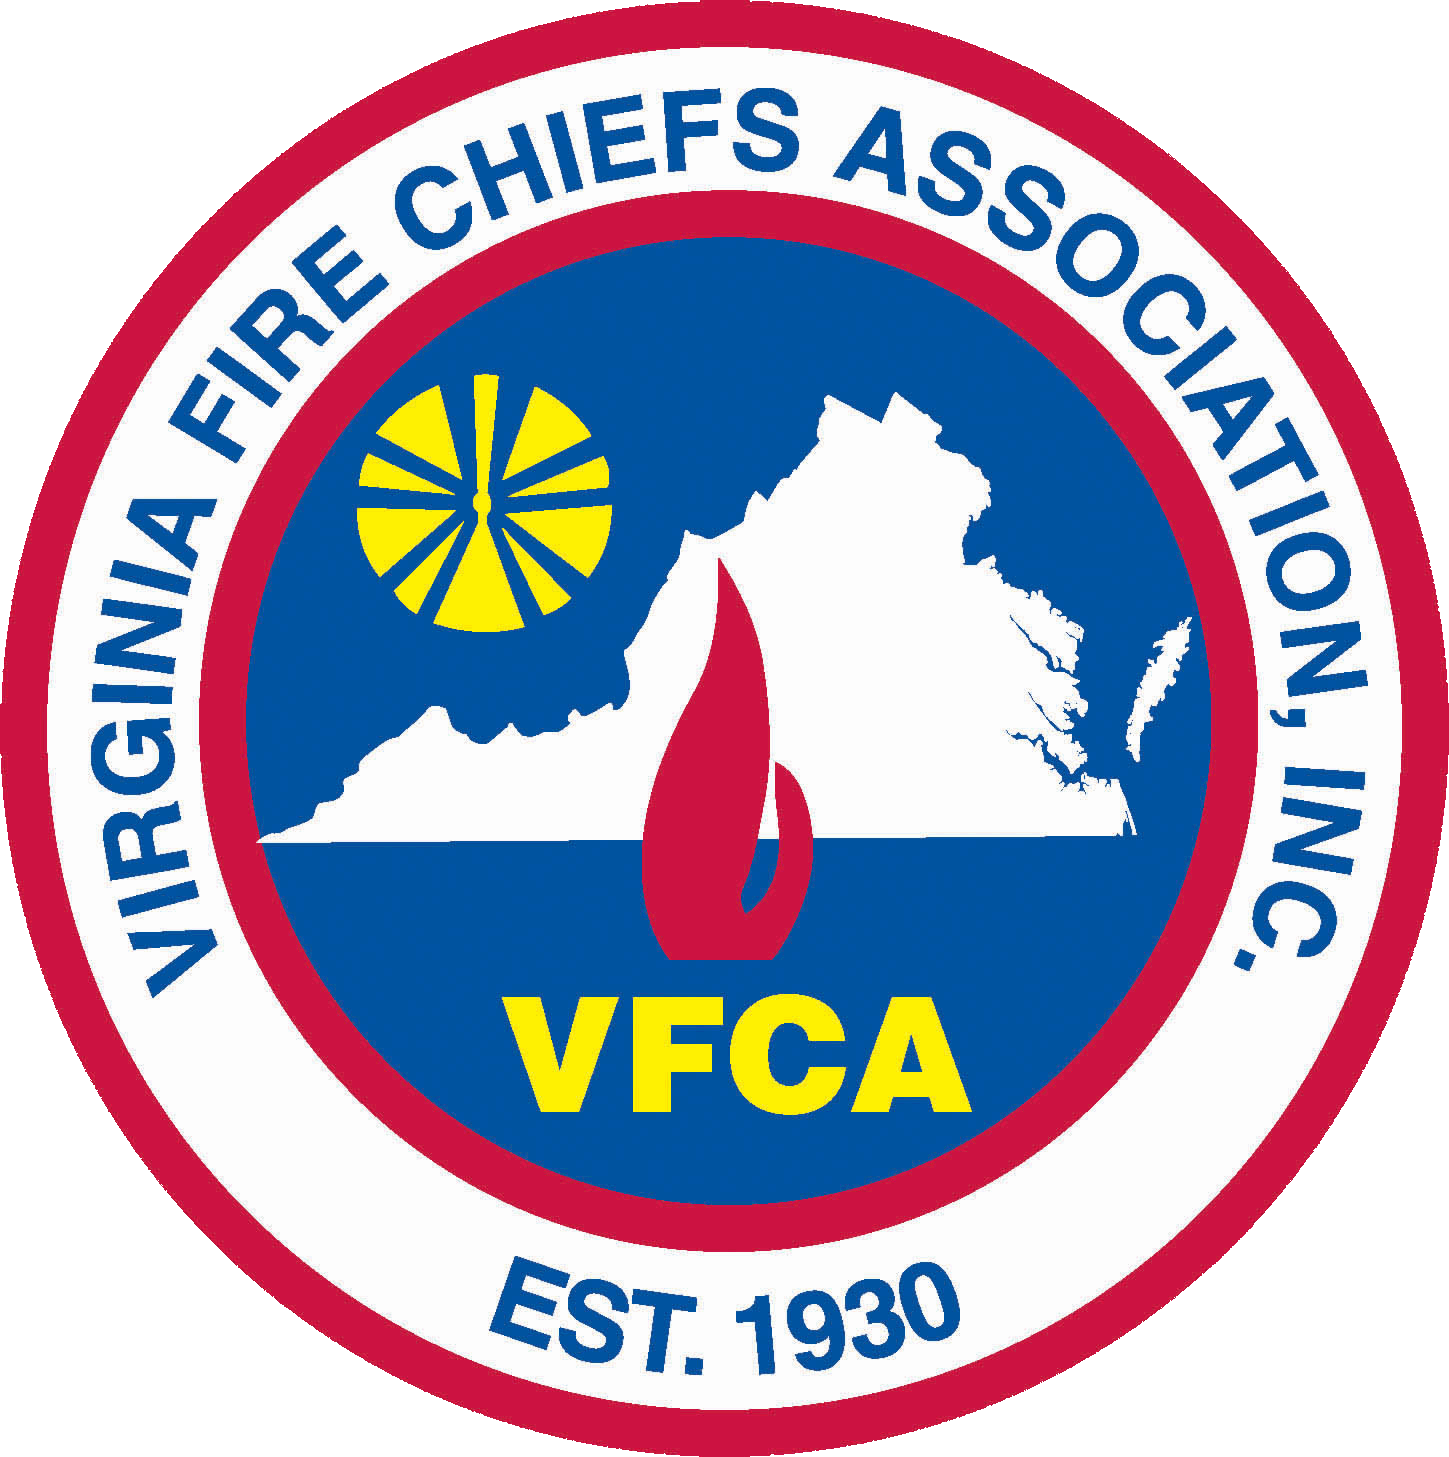 VIRGINIA FIRE CHIEFS ASSOCIATION, INC.
VFCA
EST. 1930